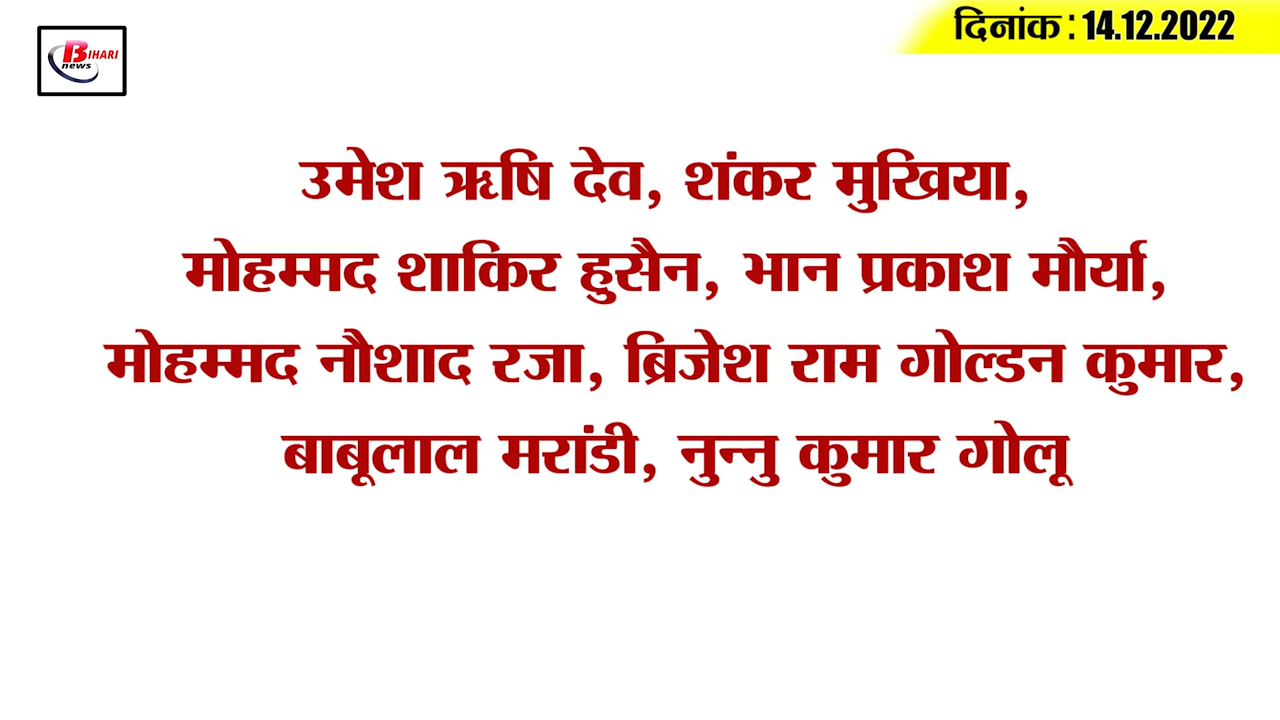 BIHARI
news
दिनांक : 14.12.2022
उमेश ऋषि देव, शंकर मुखिया,
मोहम्मद शाकिर हुसैन, भान प्रकाश मौर्या,
मोहम्मद नौशाद रजा, ब्रिजेश राम गोल्डन कुमार,
बाबूलाल मरांडी, नुन्नु कुमार गोलू